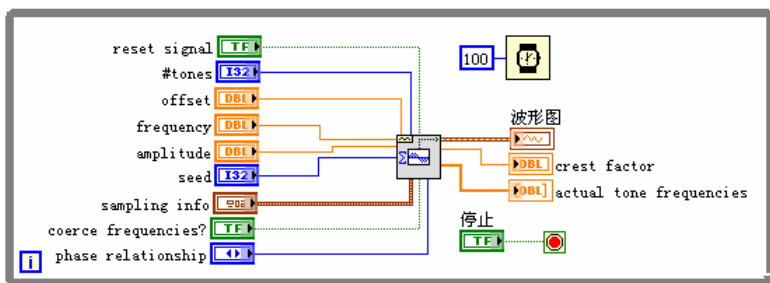 reset signal TF
#tones I32
offset DBL
frequency DBL
amplitude DBL
seed I32
sampling info
coerce frequencies? TF
phase relationship
i
100
波形图
DBL crest factor
DBL] actual tone frequencies
停止
TF